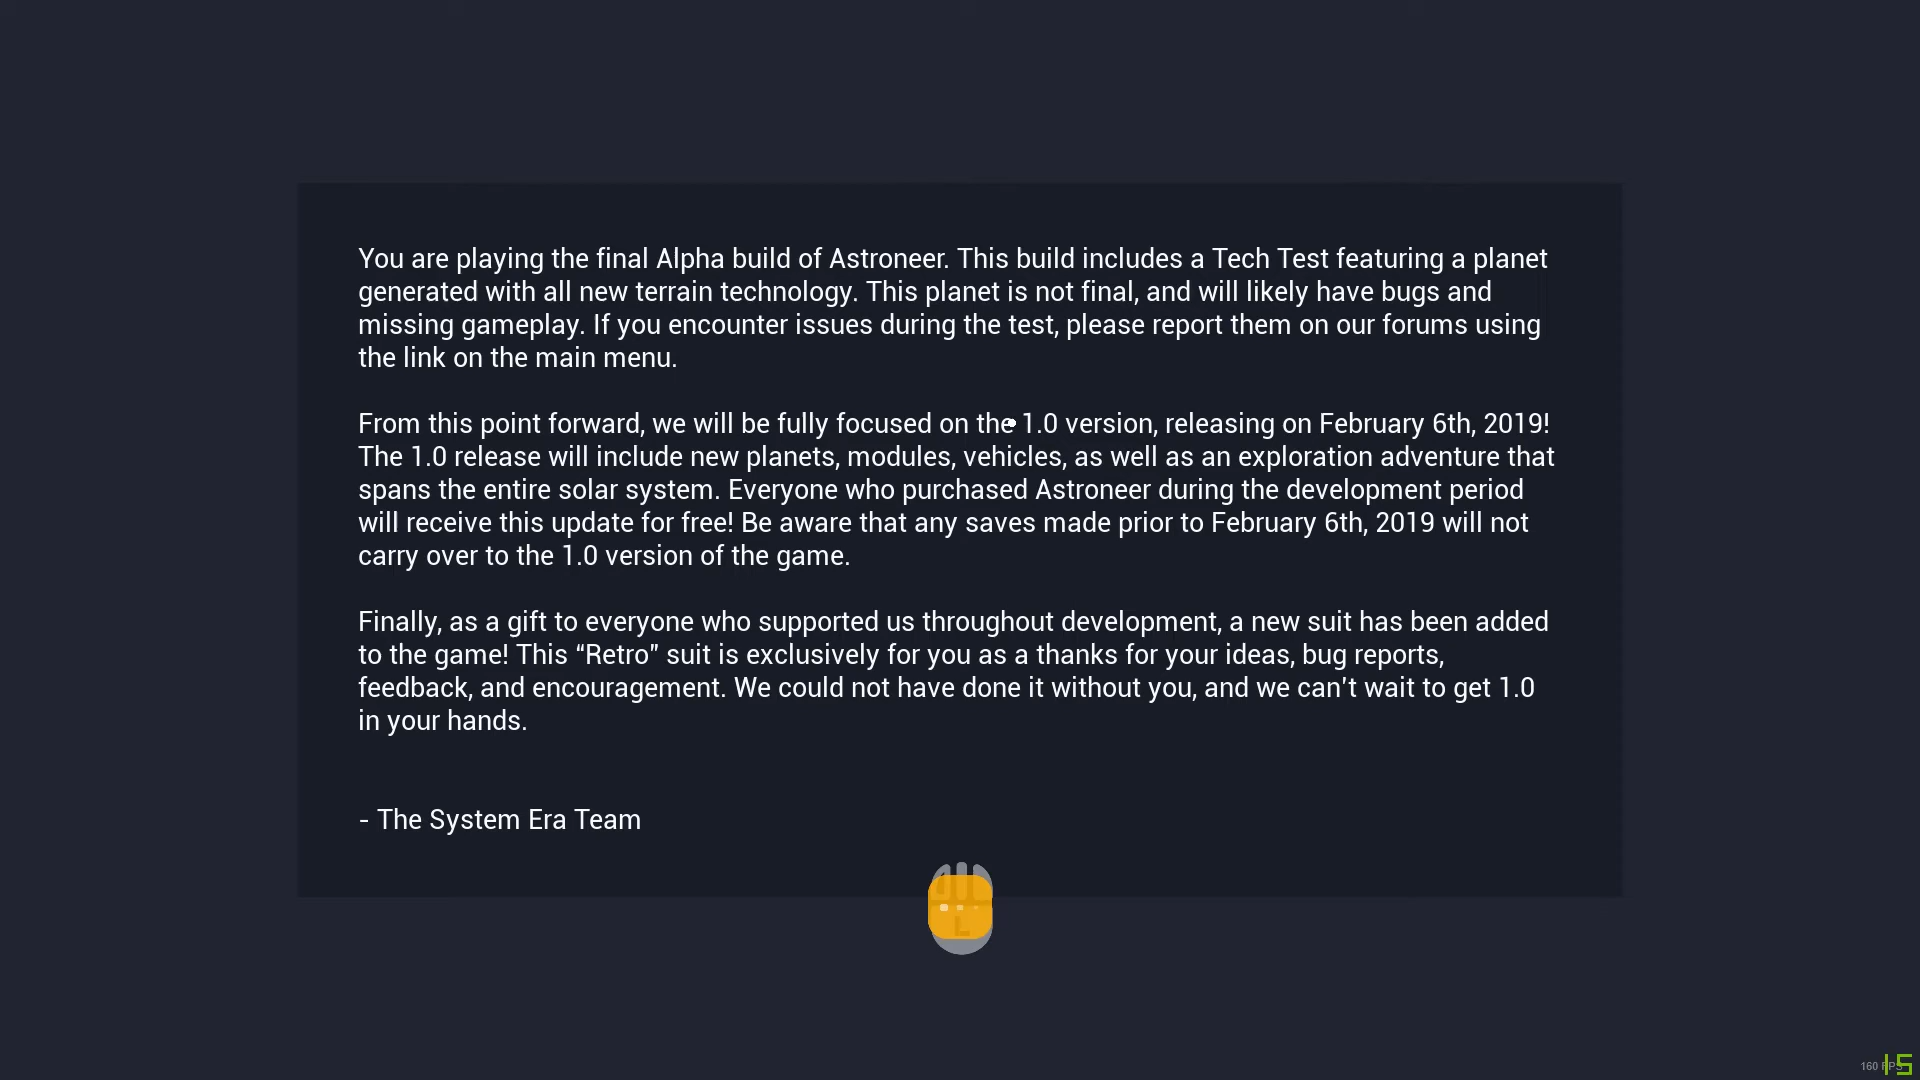 You are playing the final Alpha build of Astroneer. This build includes a Tech Test featuring a planet
generated with all new terrain technology. This planet is not final, and will likely have bugs and
missing gameplay. If you encounter issues during the test, please report them on our forums using
the link on the main menu.
From this point forward, we will be fully focused on the 1.0 version, releasing on February 6th, 2019!
The 1.0 release will include new planets, modules, vehicles, as well as an exploration adventure that
spans the entire solar system. Everyone who purchased Astroneer during the development period
will receive this update for free! Be aware that any saves made prior to February 6th, 2019 will not
carry over to the 1.0 version of the game.
Finally, as a gift to everyone who supported us throughout development, a new suit has been added
to the game! This “Retro” suit is exclusively for you as a thanks for your ideas, bug reports,
feedback, and encouragement. We could not have done it without you, and we can't wait to get 1.0
in your hands.
- The System Era Team
L
160 FPS 15